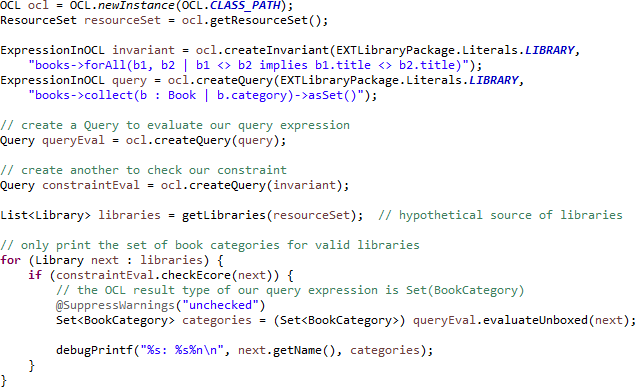 OCL ocl = OCL.newInstance(OCL.CLASS_PATH);
ResourceSet resourceSet = ocl.getResourceSet();

ExpressionInOCL invariant = ocl.createInvariant(EXTLibraryPackage.Literals.LIBRARY,
    "books->forAll(b1, b2 | b1 <> b2 implies b1.title <> b2.title)");
ExpressionInOCL query = ocl.createQuery(EXTLibraryPackage.Literals.LIBRARY,
    "books->collect(b : Book | b.category)->asSet()");

// create a Query to evaluate our query expression
Query queryEval = ocl.createQuery(query);

// create another to check our constraint
Query constraintEval = ocl.createQuery(invariant);

List<Library> libraries = getLibraries(resourceSet);  // hypothetical source of libraries

// only print the set of book categories for valid libraries
for (Library next : libraries) {
    if (constraintEval.checkEcore(next)) {
        // the OCL result type of our query expression is Set(BookCategory)
        @SuppressWarnings("unchecked")
        Set<BookCategory> categories = (Set<BookCategory>) queryEval.evaluateUnboxed(next);

        debugPrintf("%s: %s%n\n", next.getName(), categories);
    }
}